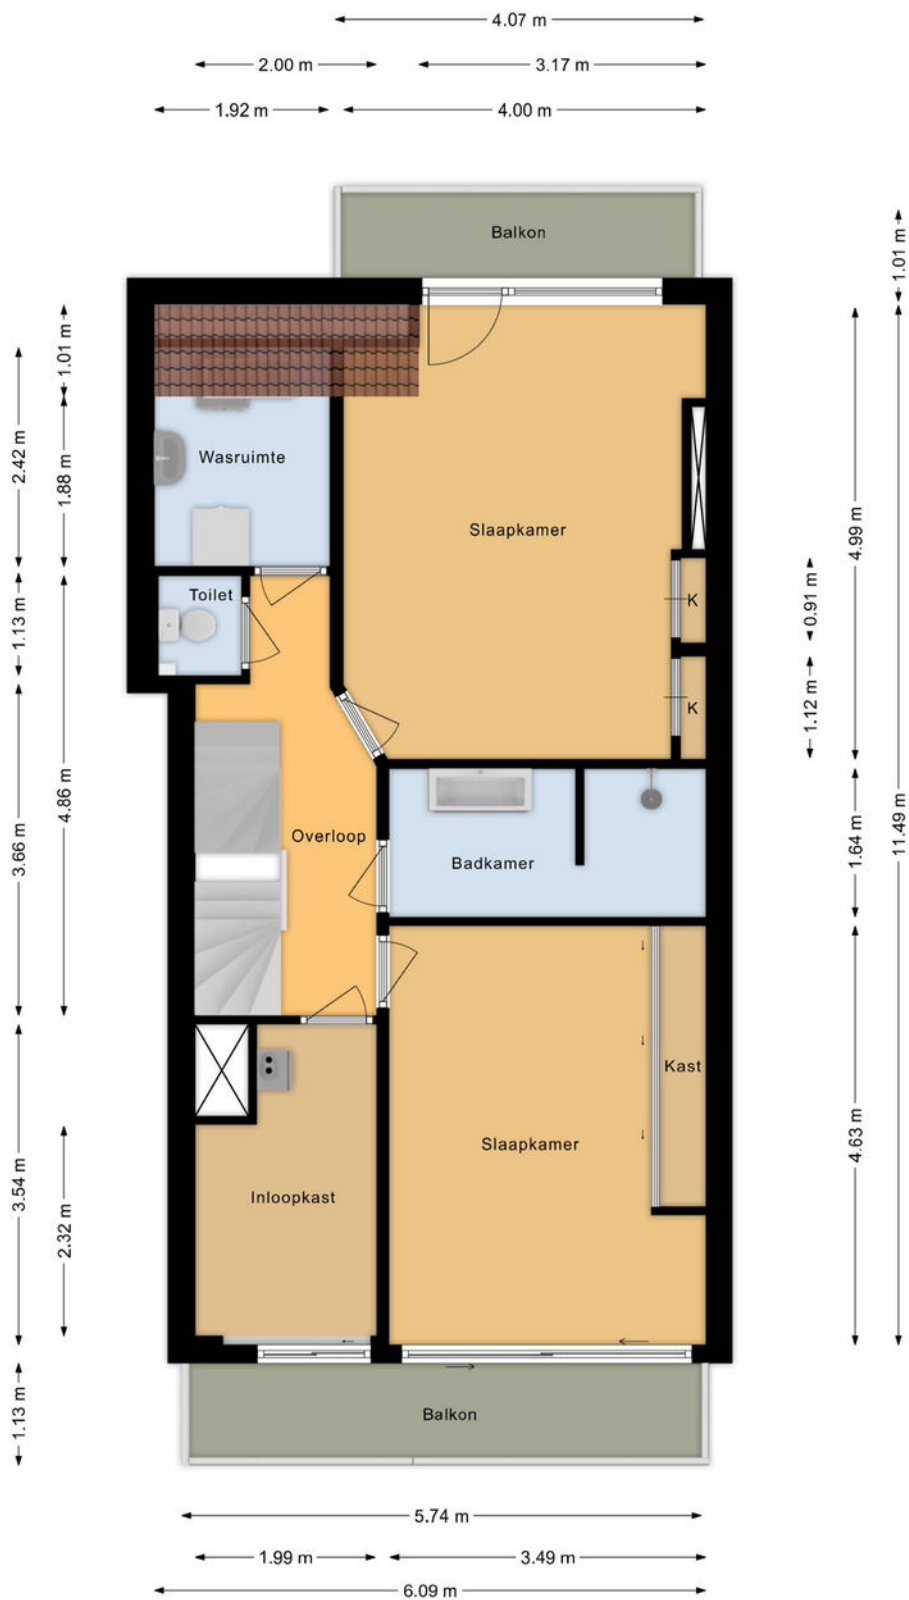 4.07 m
2.00 m
3.17 m
1.92 m
4.00 m
Balkon
1.01 m
1.01 m
2.42 m
1.88 m
Wasruimte
Slaapkamer
4.99 m
11.49 m
Toilet
K
0.91 m
1.13 m
K
1.12 m
4.86 m
3.66 m
Overloop
Badkamer
1.64 m
Kast
Slaapkamer
4.63 m
3.54 m
Inloopkast
2.32 m
1.13 m
Balkon
5.74 m
1.99 m
3.49 m
6.09 m